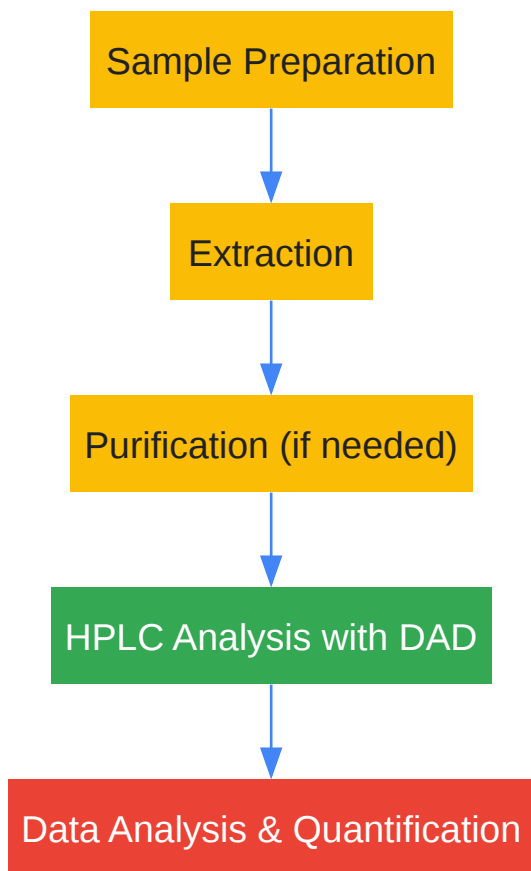 Sample Preparation
Extraction
Purification (if needed)
HPLC Analysis with DAD
Data Analysis & Quantification